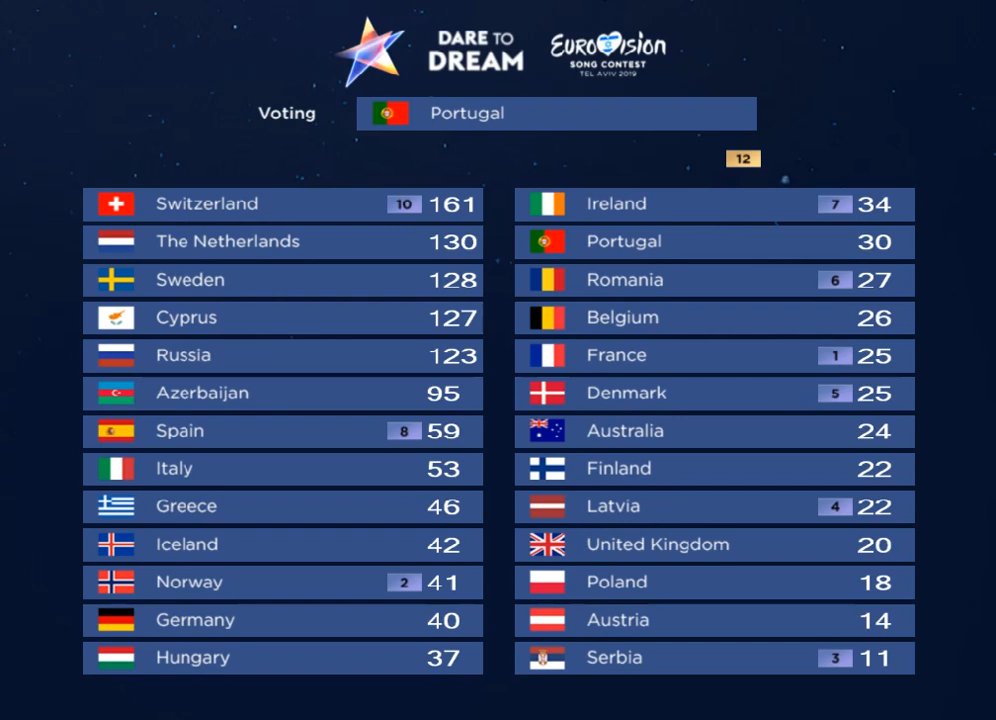 DARE TO
DREAM
EUROVISION
SONG CONTEST
TEL AVIV 2019
Voting Portugal
12
Switzerland 10 161
The Netherlands 130
Sweden 128
Cyprus 127
Russia 123
Azerbaijan 95
Spain 8 59
Italy 53
Greece 46
Iceland 42
Norway 2 41
Germany 40
Hungary 37
Ireland 7 34
Portugal 30
Romania 6 27
Belgium 26
France 1 25
Denmark 5 25
Australia 24
Finland 22
Latvia 4 22
United Kingdom 20
Poland 18
Austria 14
Serbia 3 11